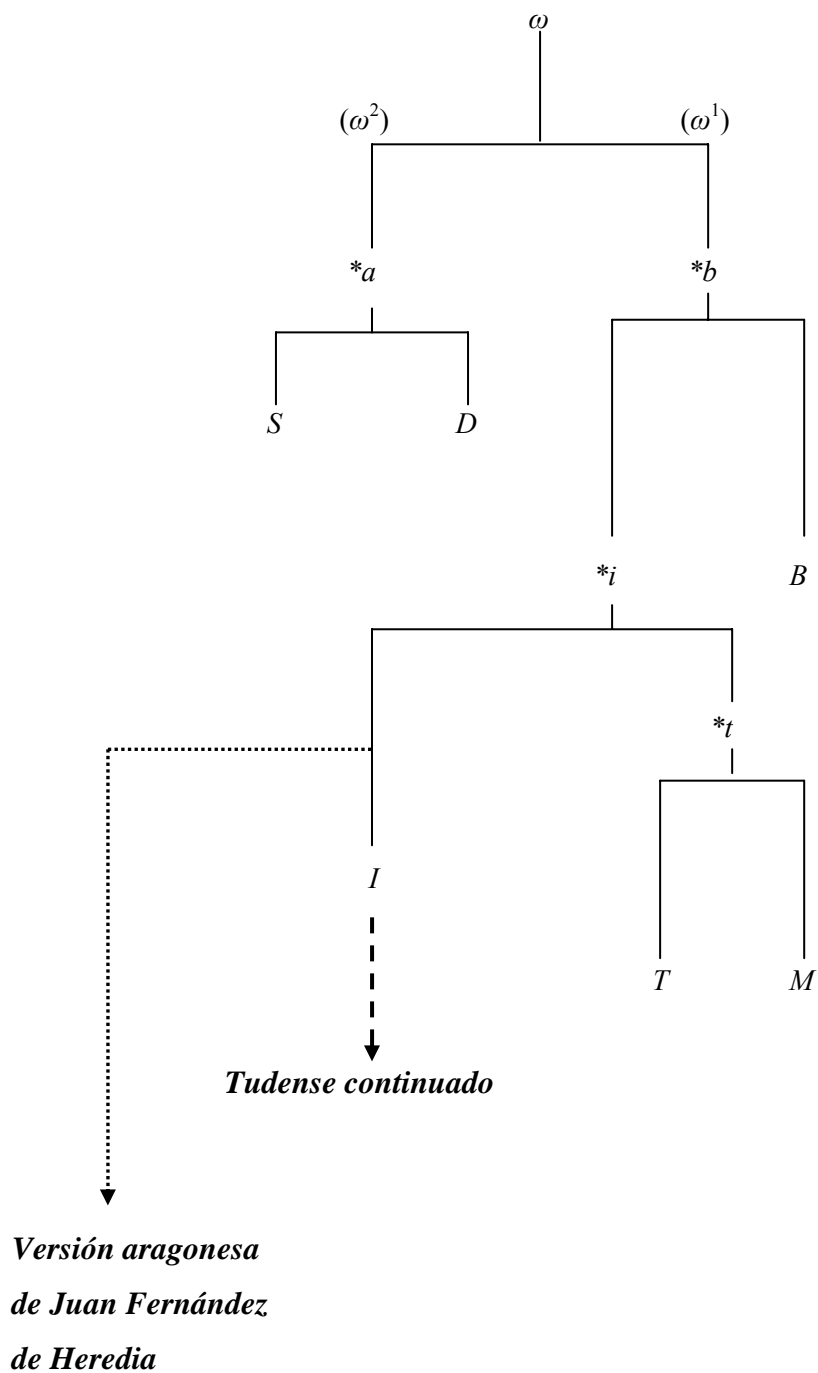 ω
(ω²) (ω¹)
*a *b
S D
*i B
*t
I
T M
Tudense continuado
Versión aragonesa
de Juan Fernández
de Heredia